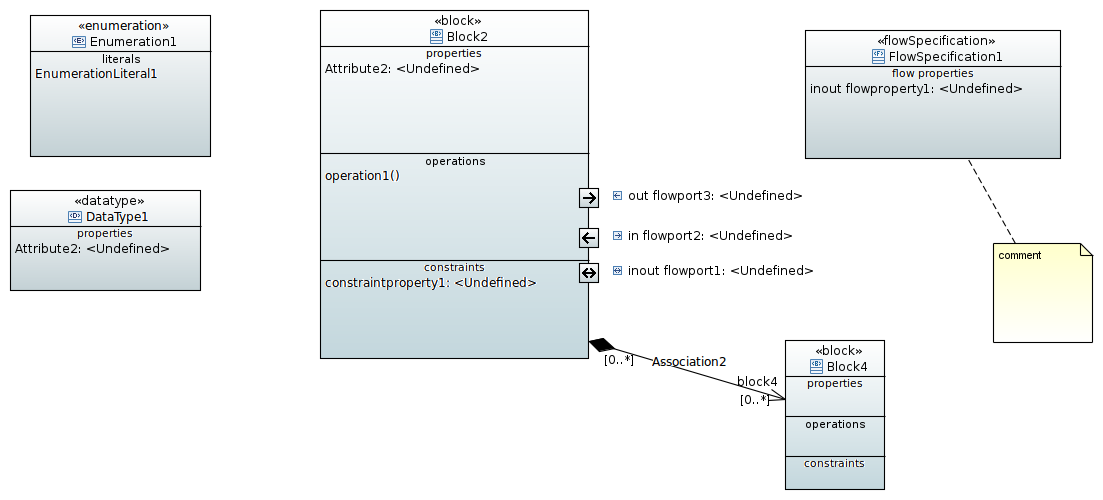 «enumeration»
Enumeration1
literals
EnumerationLiteral1
«datatype»
DataType1
properties
Attribute2: <Undefined>
«block»
Block2
properties
Attribute2: <Undefined>
operations
operation1()
constraints
constraintproperty1: <Undefined>
out flowport3: <Undefined>
in flowport2: <Undefined>
inout flowport1: <Undefined>
[0..*]
Association2
block4
[0..*]
«flowSpecification»
FlowSpecification1
flow properties
inout flowproperty1: <Undefined>
comment
«block»
Block4
properties
operations
constraints